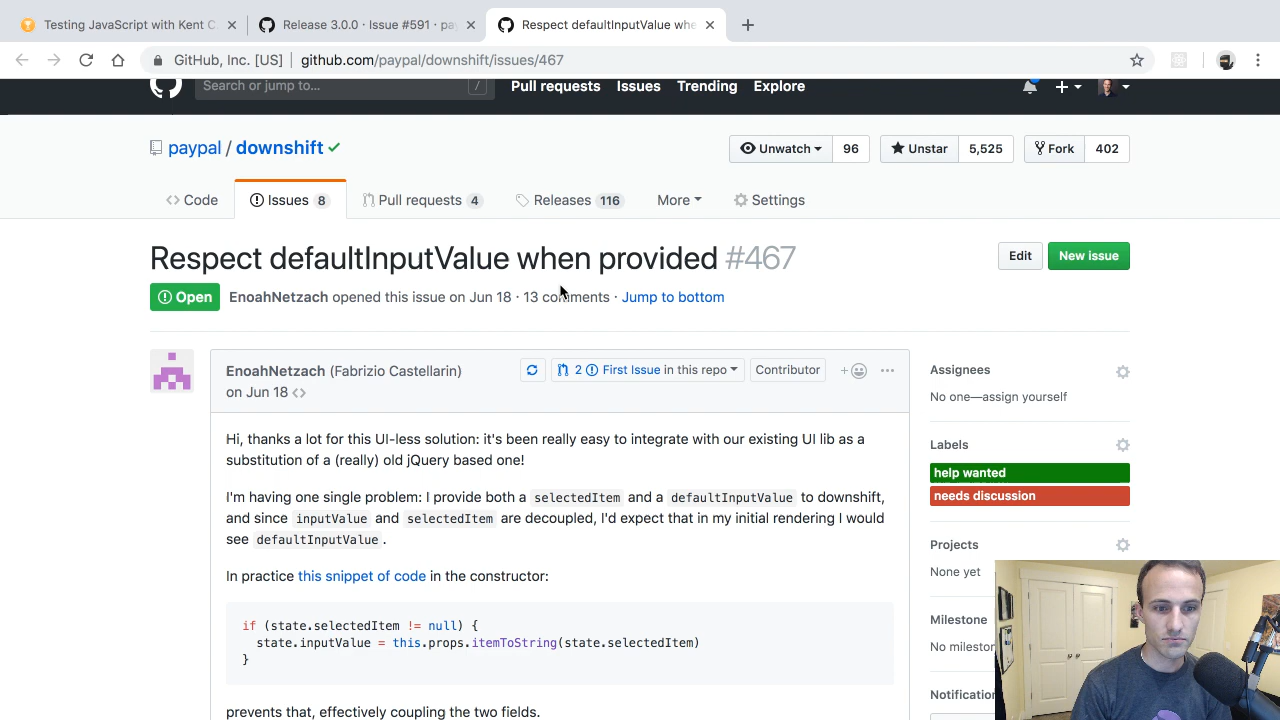 Testing JavaScript with Kent C.
Release 3.0.0 · Issue #591 · pay
Respect defaultInputValue whe
GitHub, Inc. [US] | github.com/paypal/downshift/issues/467
Search or jump to... /
Pull requests Issues Trending Explore
paypal / downshift
Unwatch 96 Unstar 5,525 Fork 402
Code Issues 8 Pull requests 4 Releases 116 More Settings
Respect defaultInputValue when provided #467
Edit New issue
Open EnoahNetzach opened this issue on Jun 18 · 13 comments · Jump to bottom
EnoahNetzach (Fabrizio Castellarin)
on Jun 18
2 First Issue in this repo Contributor
Hi, thanks a lot for this UI-less solution: it's been really easy to integrate with our existing UI lib as a
substitution of a (really) old jQuery based one!
I'm having one single problem: I provide both a selectedItem and a defaultInputValue to downshift,
and since inputValue and selectedItem are decoupled, I'd expect that in my initial rendering I would
see defaultInputValue.
In practice this snippet of code in the constructor:
if (state.selectedItem != null) {
state.inputValue = this.props.itemToString(state.selectedItem)
}
prevents that, effectively coupling the two fields.
Assignees
No one—assign yourself
Labels
help wanted
needs discussion
Projects
None yet
Milestone
No mileston
Notification